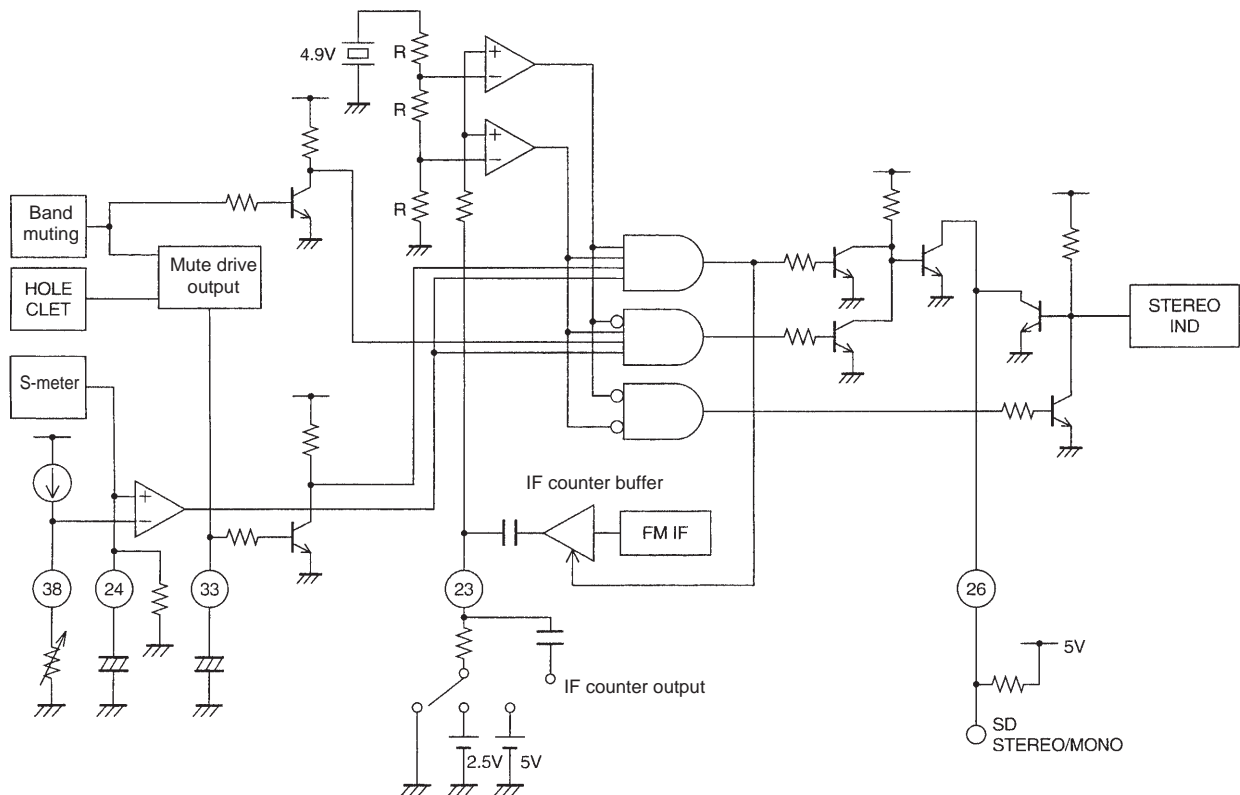 4.9V
R
R
R
+
−
+
−
Band
muting
Mute drive
output
HOLE
CLET
S-meter
+
−
STEREO
IND
IF counter buffer
FM IF
38
24
33
23
26
5V
IF counter output
SD
STEREO/MONO
2.5V
5V